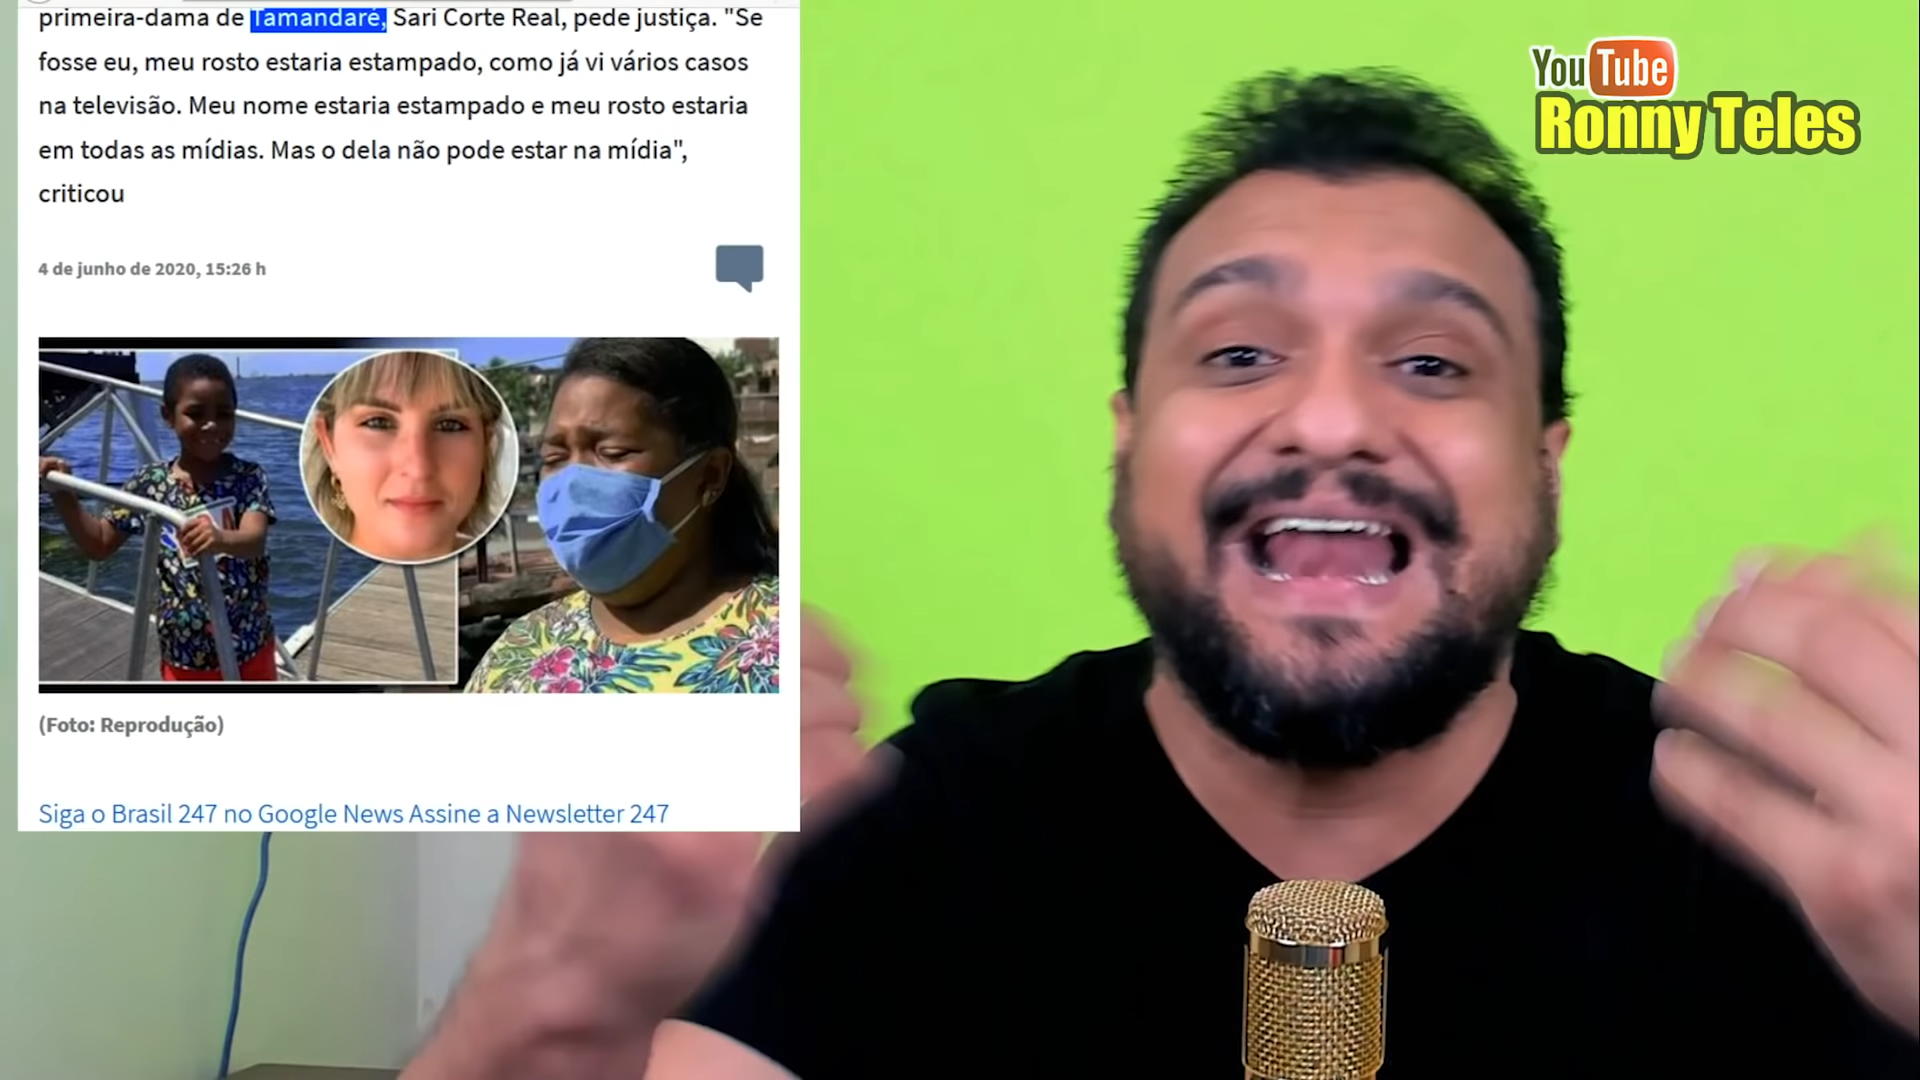 primeira-dama de Tamandaré, Sari Corte Real, pede justiça. "Se
fosse eu, meu rosto estaria estampado, como já vi vários casos
na televisão. Meu nome estaria estampado e meu rosto estaria
em todas as mídias. Mas o dela não pode estar na mídia",
criticou
4 de junho de 2020, 15:26 h
(Foto: Reprodução)
Siga o Brasil 247 no Google News Assine a Newsletter 247
YouTube
Ronny Teles